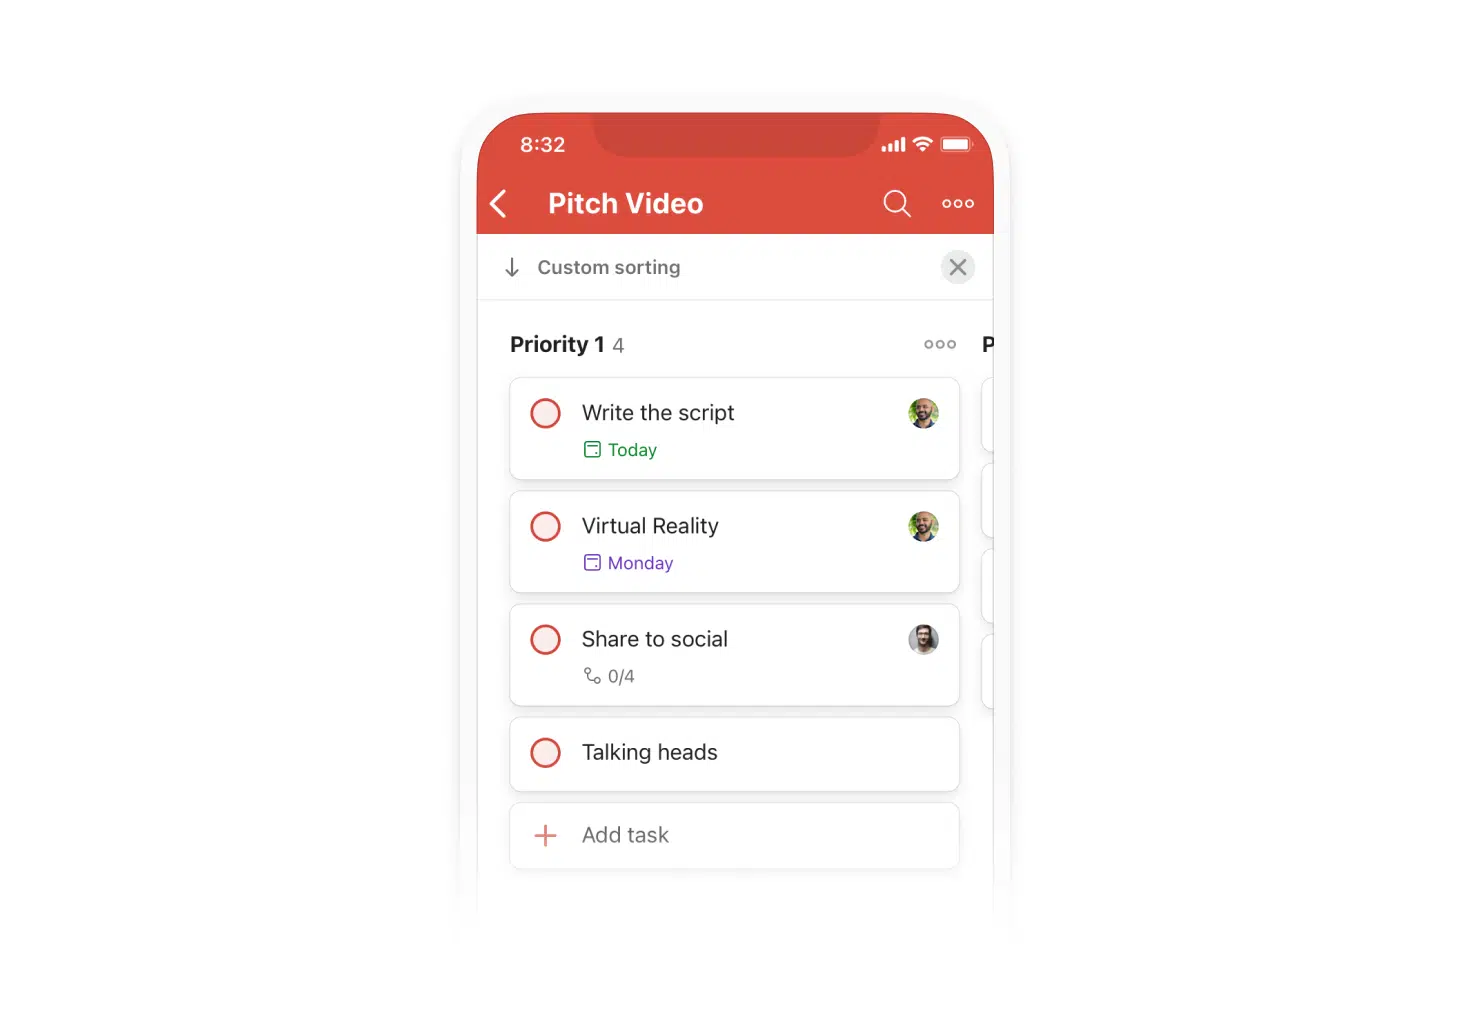 8:32
Pitch Video
Custom sorting
Priority 1 4
P
Write the script
Today
Virtual Reality
Monday
Share to social
0/4
Talking heads
Add task